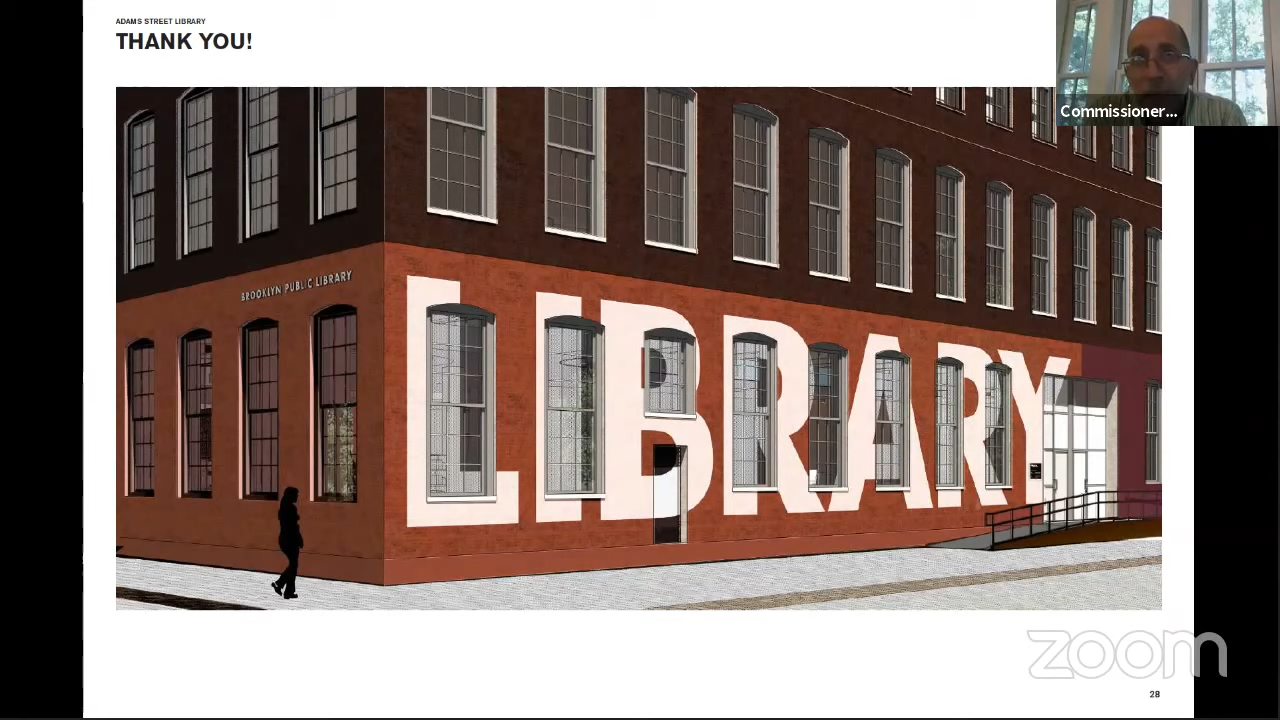 ADAMS STREET LIBRARY
THANK YOU!
Commissioner...
BROOKLYN PUBLIC LIBRARY
LIBRARY
zoom
28